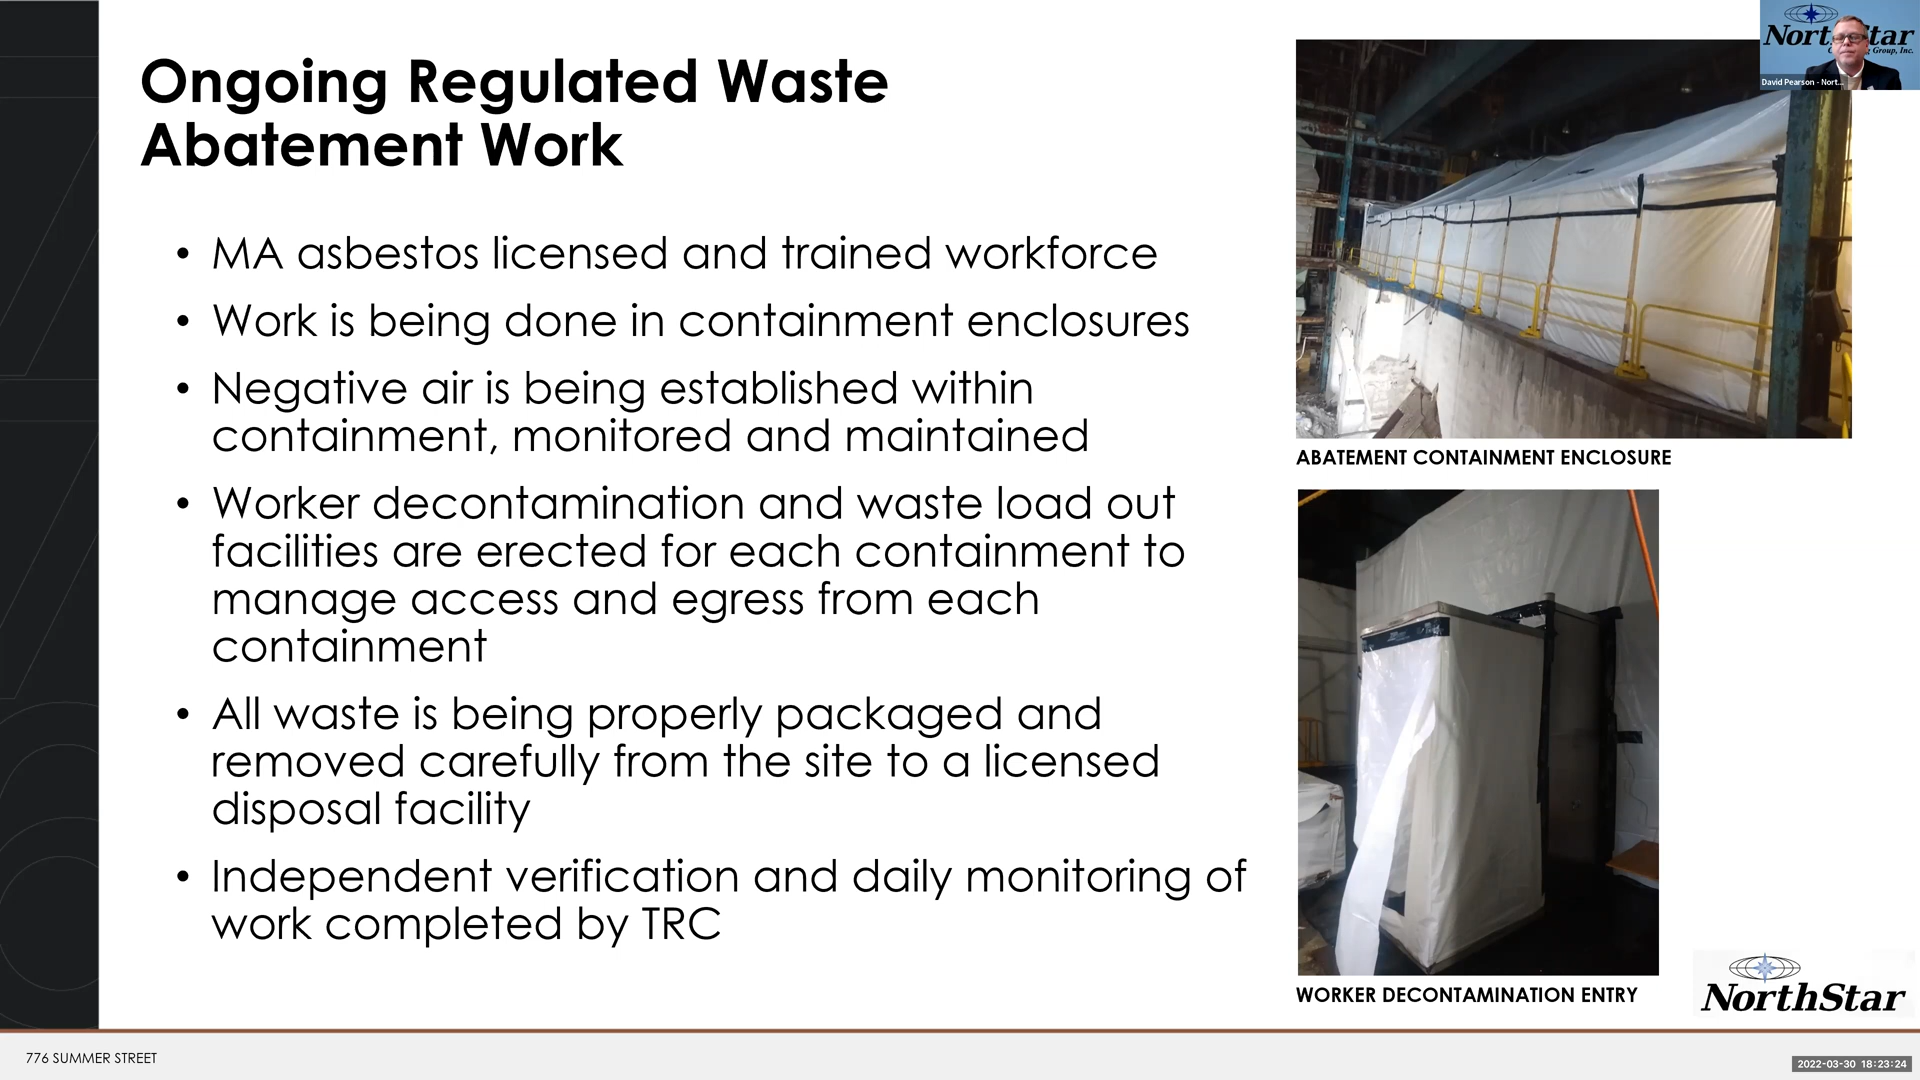 Ongoing Regulated Waste
Abatement Work
• MA asbestos licensed and trained workforce
• Work is being done in containment enclosures
• Negative air is being established within
containment, monitored and maintained
• Worker decontamination and waste load out
facilities are erected for each containment to
manage access and egress from each
containment
• All waste is being properly packaged and
removed carefully from the site to a licensed
disposal facility
• Independent verification and daily monitoring of
work completed by TRC
David Pearson - Nort...
ABATEMENT CONTAINMENT ENCLOSURE
WORKER DECONTAMINATION ENTRY
NorthStar
776 SUMMER STREET
2022-03-30 18:23:24